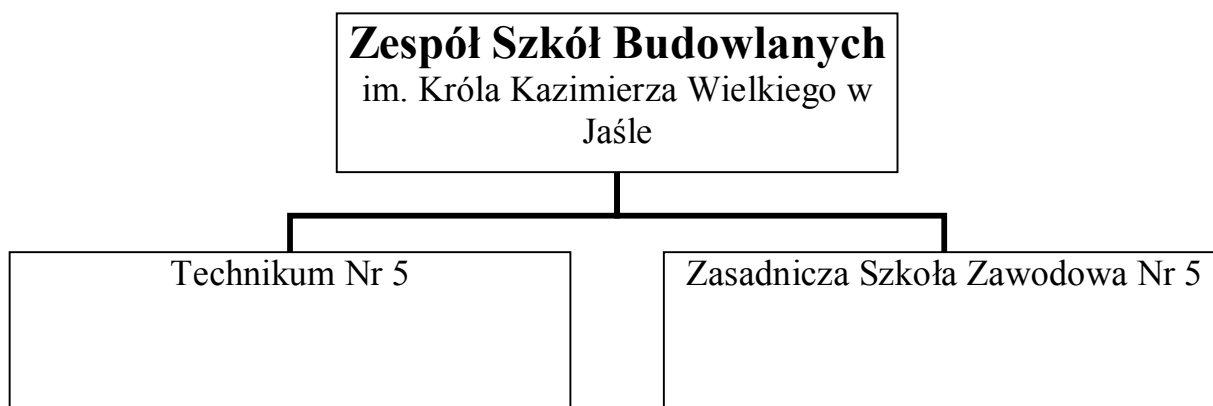 Zespół Szkół Budowlanych
im. Króla Kazimierza Wielkiego w
Jaśle
Technikum Nr 5
Zasadnicza Szkoła Zawodowa Nr 5